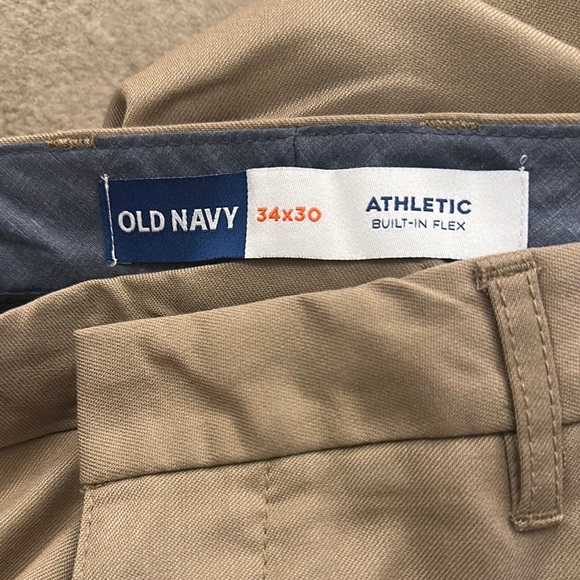 OLD NAVY 34x30 ATHLETIC
BUILT-IN FLEX